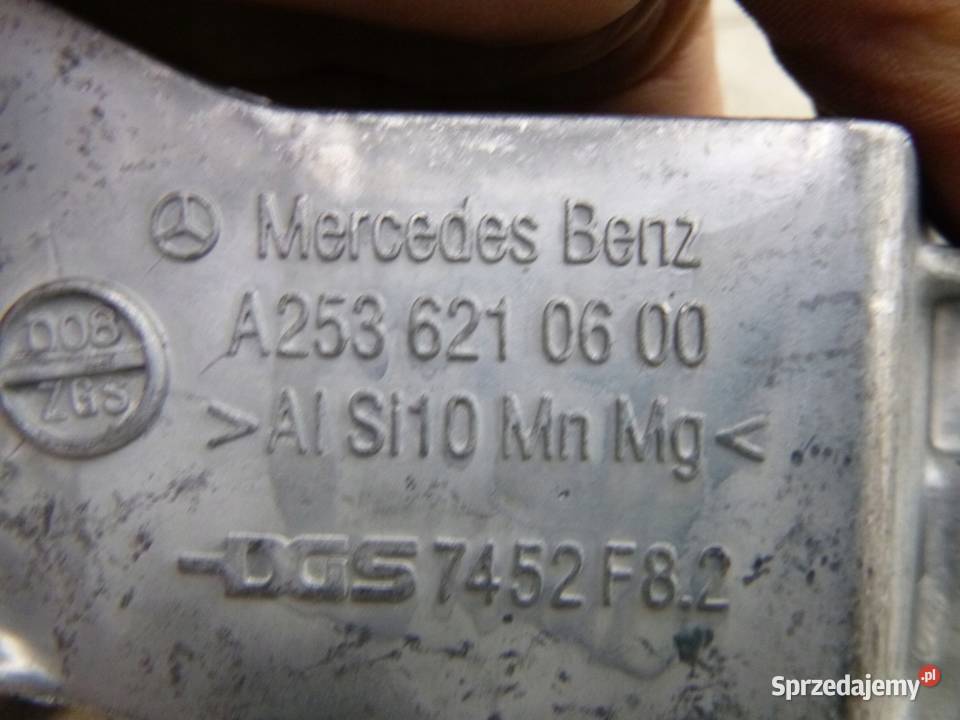 Mercedes Benz
A253 621 06 00
D08
ZGS
>Al Si10 Mn Mg<
DGS 7452 F8.2
Sprzedajemy.pl